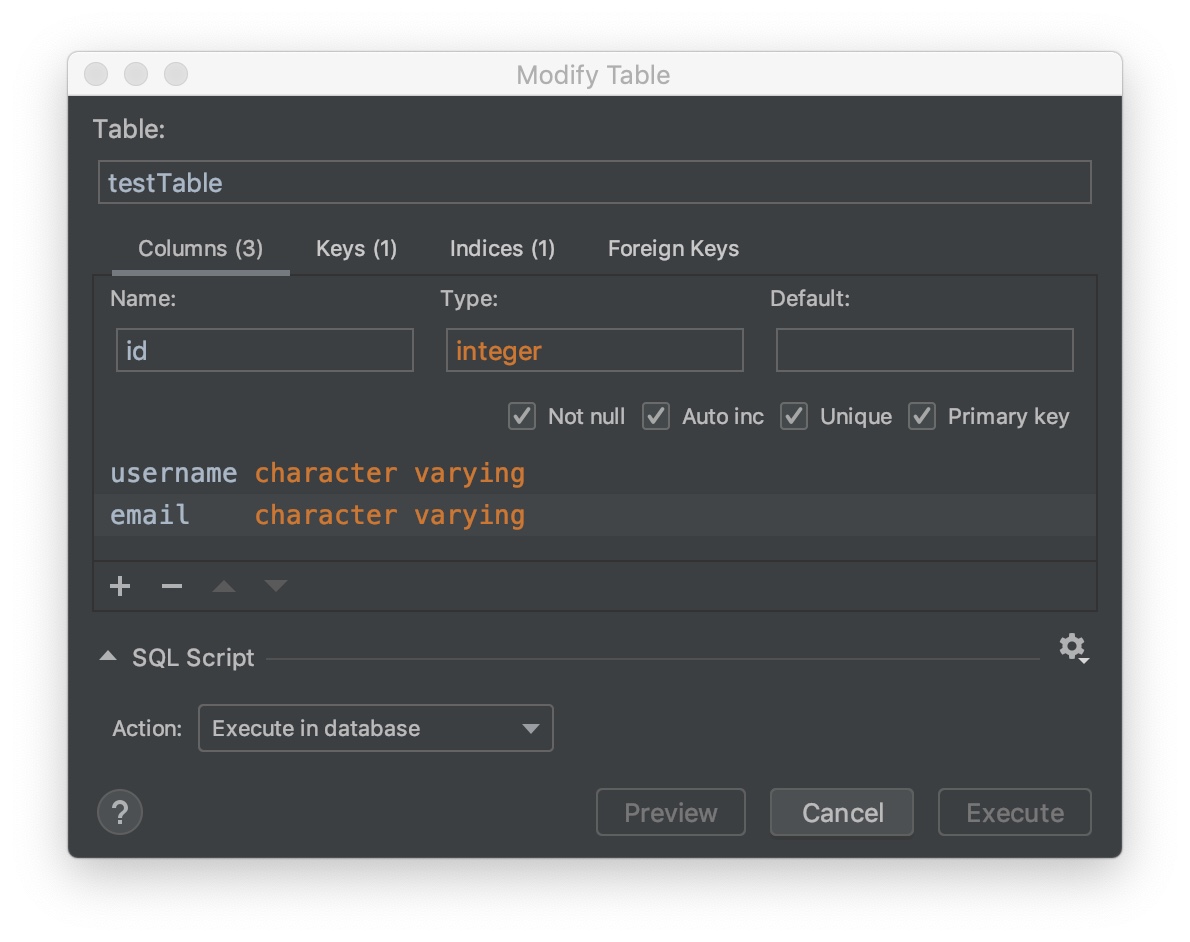 Modify Table
Table:
testTable
Columns (3) Keys (1) Indices (1) Foreign Keys
Name: Type: Default:
id integer
Not null Auto inc Unique Primary key
username character varying
email character varying
SQL Script
Action: Execute in database
? Preview Cancel Execute